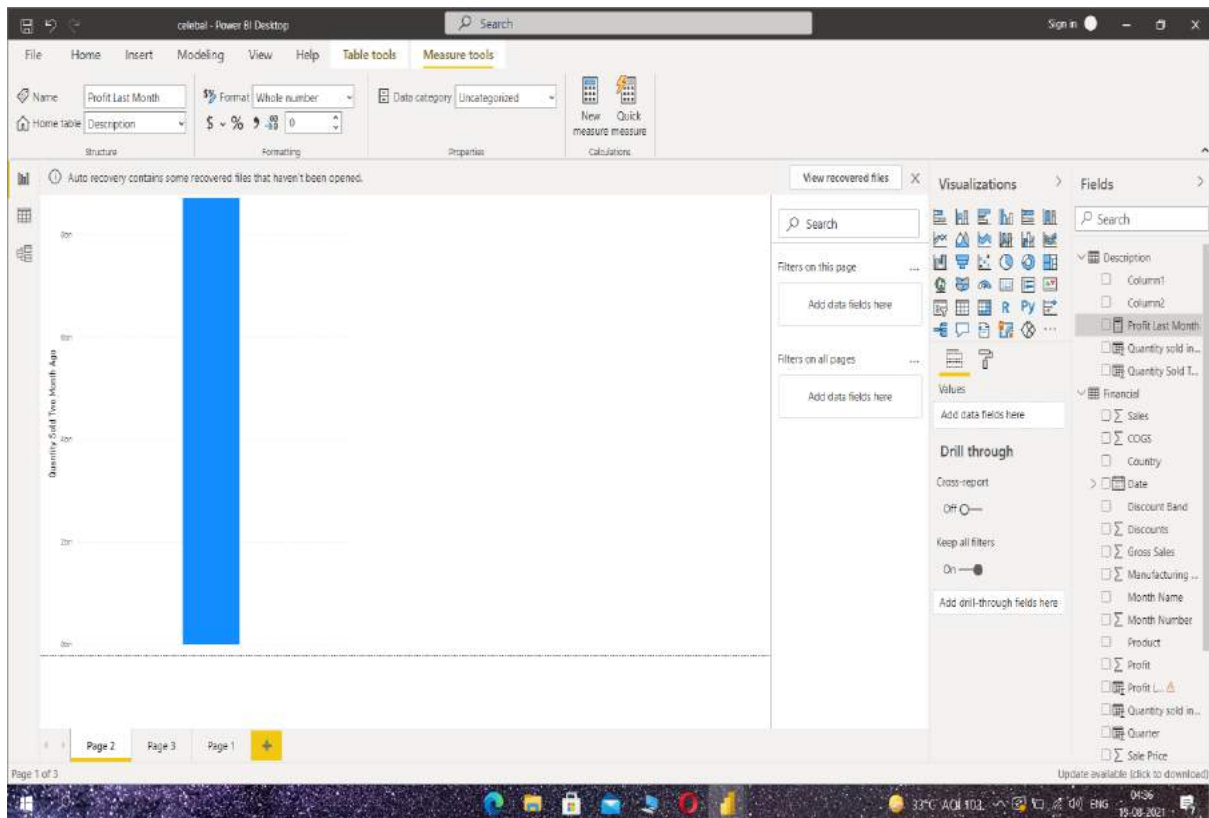 celebal - Power BI Desktop
Search
Sign in
File Home Insert Modeling View Help Table tools Measure tools
Name Profit Last Month
Home table Description
Structure
Format Whole number
$ % 0
Formatting
Data category Uncategorized
Properties
New measure
Quick measure
Calculations
Auto recovery contains some recovered files that haven't been opened.
View recovered files
Quantity Sold Two Month Ago
Search
Filters on this page ...
Add data fields here
Filters on all pages ...
Add data fields here
Visualizations
R Py
Values
Add data fields here
Drill through
Cross-report
Off
Keep all filters
On
Add drill-through fields here
Fields
Search
Description
Column1
Column2
Profit Last Month
Quantity sold in...
Quantity Sold T...
Financial
Sales
COGS
Country
Date
Discount Band
Discounts
Gross Sales
Manufacturing ...
Month Name
Month Number
Product
Profit
Profit L...
Quantity sold in...
Quarter
Sale Price
Page 2 Page 3 Page 1
Page 1 of 3
Update available (click to download)
33°C AQI 103
ENG
04:36
19-08-2021